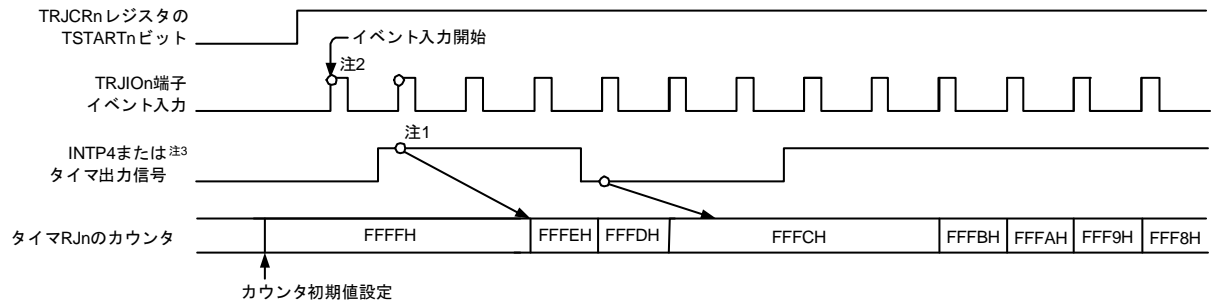 TRJCRnレジスタの
TSTARTnビット
イベント入力開始
注2
TRJIOn端子
イベント入力
注1
INTP4または注3
タイマ出力信号
タイマRJnのカウンタ
FFFFH
FFFEH
FFFDH
FFFCH
FFFBH
FFFAH
FFF9H
FFF8H
カウンタ初期値設定